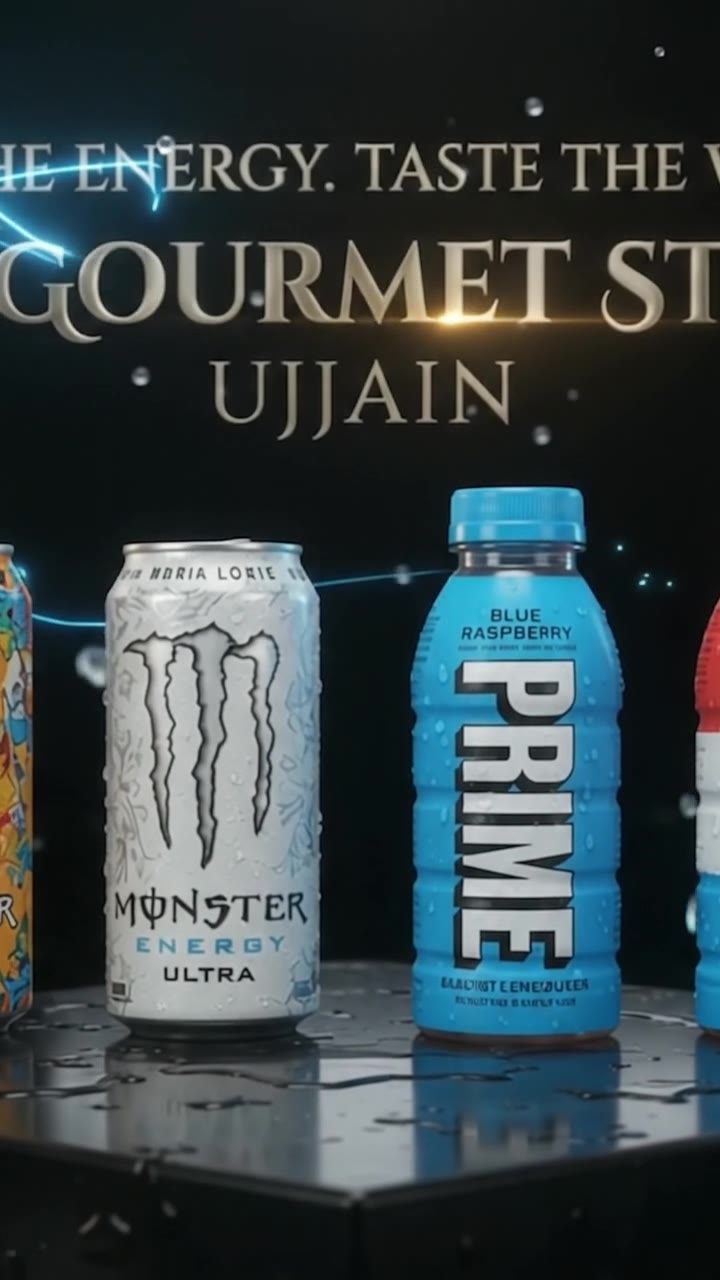 HE ENERGY. TASTE THE
GOURMET ST
UJJAIN
MONSTER
ENERGY
ULTRA
BLUE
RASPBERRY
PRIME
R